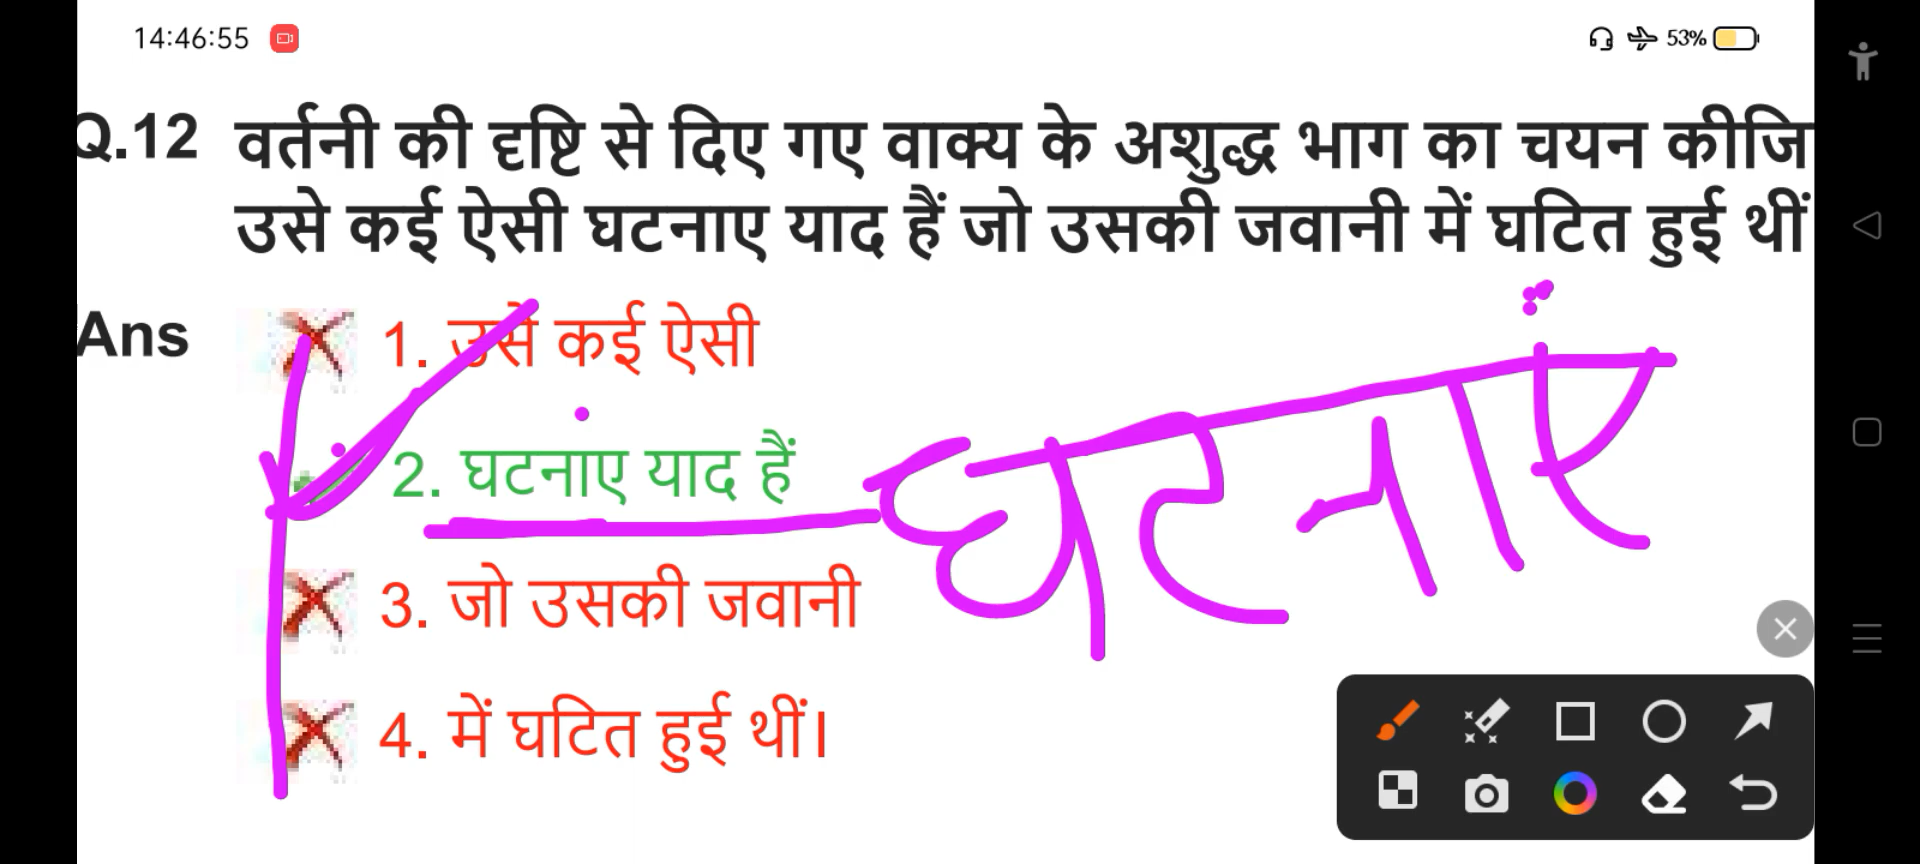 14:46:55 53%
Q.12 वर्तनी की दृष्टि से दिए गए वाक्य के अशुद्ध भाग का चयन कीजि
उसे कई ऐसी घटनाए याद हैं जो उसकी जवानी में घटित हुई थीं
Ans 1. उसे कई ऐसी
2. घटनाए याद हैं
घटनाएं
3. जो उसकी जवानी
4. में घटित हुई थीं।